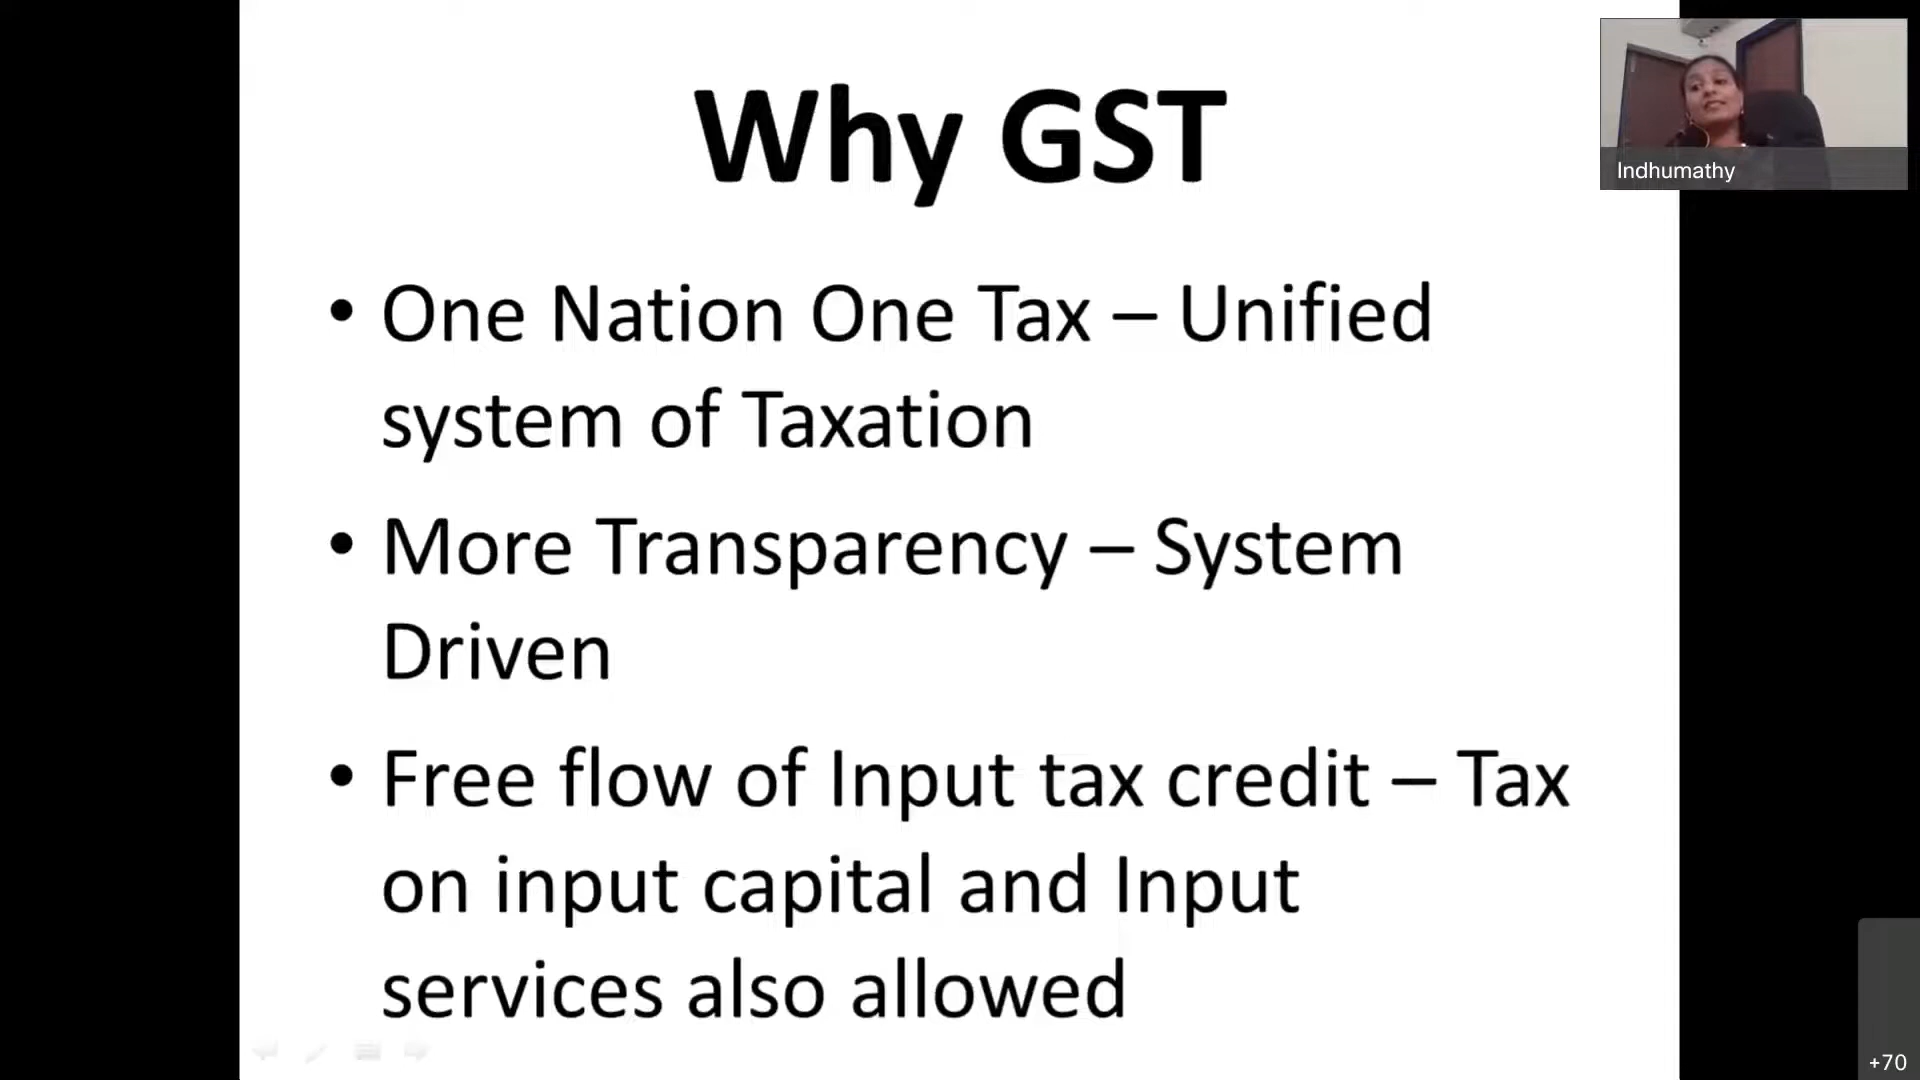 Why GST
• One Nation One Tax – Unified
system of Taxation
• More Transparency – System
Driven
• Free flow of Input tax credit – Tax
on input capital and Input
services also allowed
Indhumathy
+70